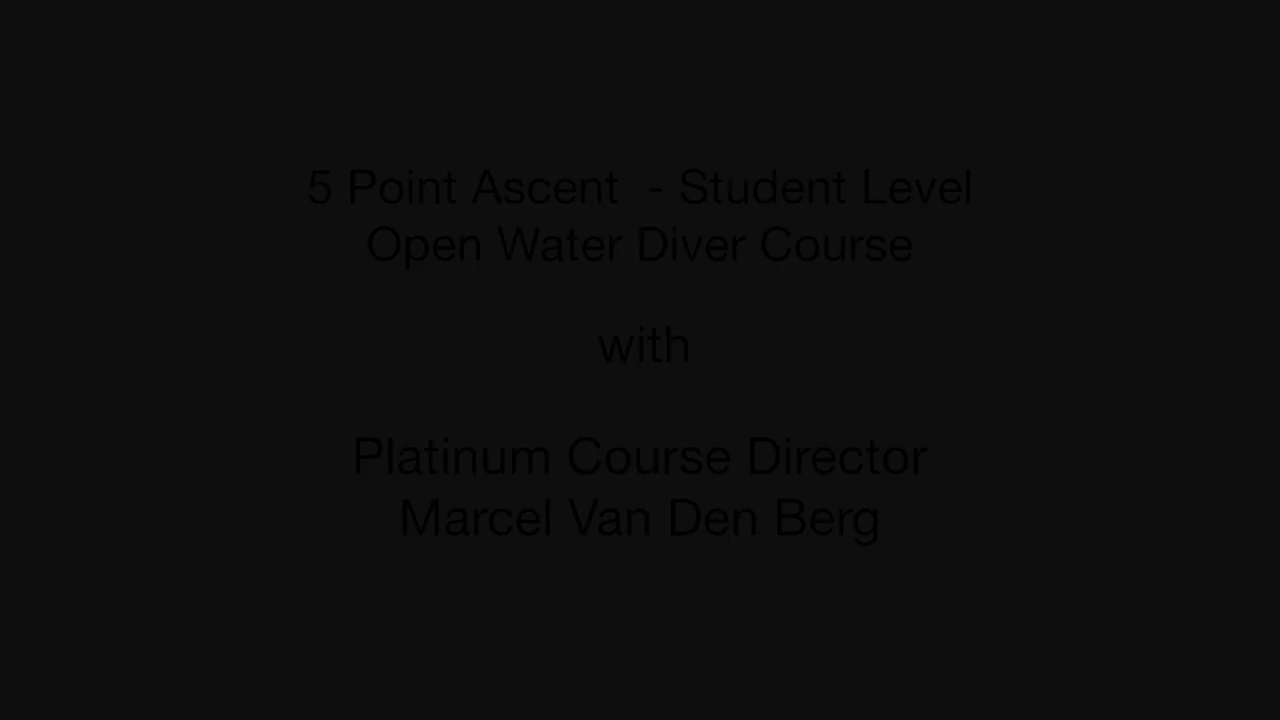 5 Point Ascent  - Student Level
Open Water Diver Course
with
Platinum Course Director
Marcel Van Den Berg